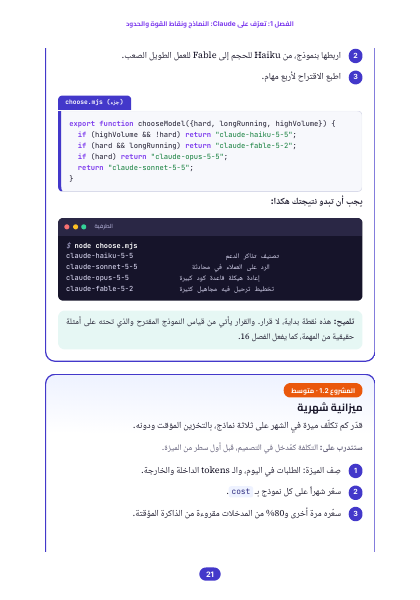 الفصل 1: تعرّف على Claude: النماذج ونقاط القوة والحدود
2 اربطها بنموذج، من Haiku للحجم إلى Fable للعمل الطويل الصعب.
3 اطبع الاقتراح لأربع مهام.
choose.mjs (جزء)
export function chooseModel({hard, longRunning, highVolume}) {
if (highVolume && !hard) return "claude-haiku-5-5";
if (hard && longRunning) return "claude-fable-5-2";
if (hard) return "claude-opus-5-5";
return "claude-sonnet-5-5";
}
يجب أن تبدو نتيجتك هكذا:
الطرفية
$ node choose.mjs
claude-haiku-5-5 تصنيف تذاكر الدعم
claude-sonnet-5-5 الرد على العملاء في محادثة
claude-opus-5-5 إعادة هيكلة قاعدة كود كبيرة
claude-fable-5-2 تخطيط ترحيل فيه مجاهيل كثيرة
تلميح: هذه نقطة بداية، لا قرار. والقرار يأتي من قياس النموذج المقترح والذي تحته على أمثلة
حقيقية من المهمة، كما يفعل الفصل 16.
المشروع 1.2 · متوسط
ميزانية شهرية
قدّر كم تكلّف ميزة في الشهر على ثلاثة نماذج، بالتخزين المؤقت ودونه.
ستتدرب على: التكلفة كمُدخل في التصميم، قبل أول سطر من الميزة.
1 صِف الميزة: الطلبات في اليوم، والـ tokens الداخلة والخارجة.
2 سعّر شهراً على كل نموذج بـ cost.
3 سعّره مرة أخرى و80% من المدخلات مقروءة من الذاكرة المؤقتة.
21